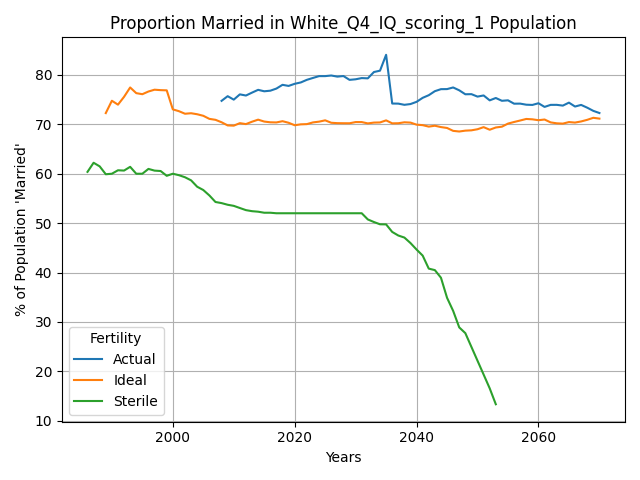 Proportion Married in White_Q4_IQ_scoring_1 Population
% of Population 'Married'
80
70
60
50
40
30
20
10
Fertility
Actual
Ideal
Sterile
2000
2020
2040
2060
Years